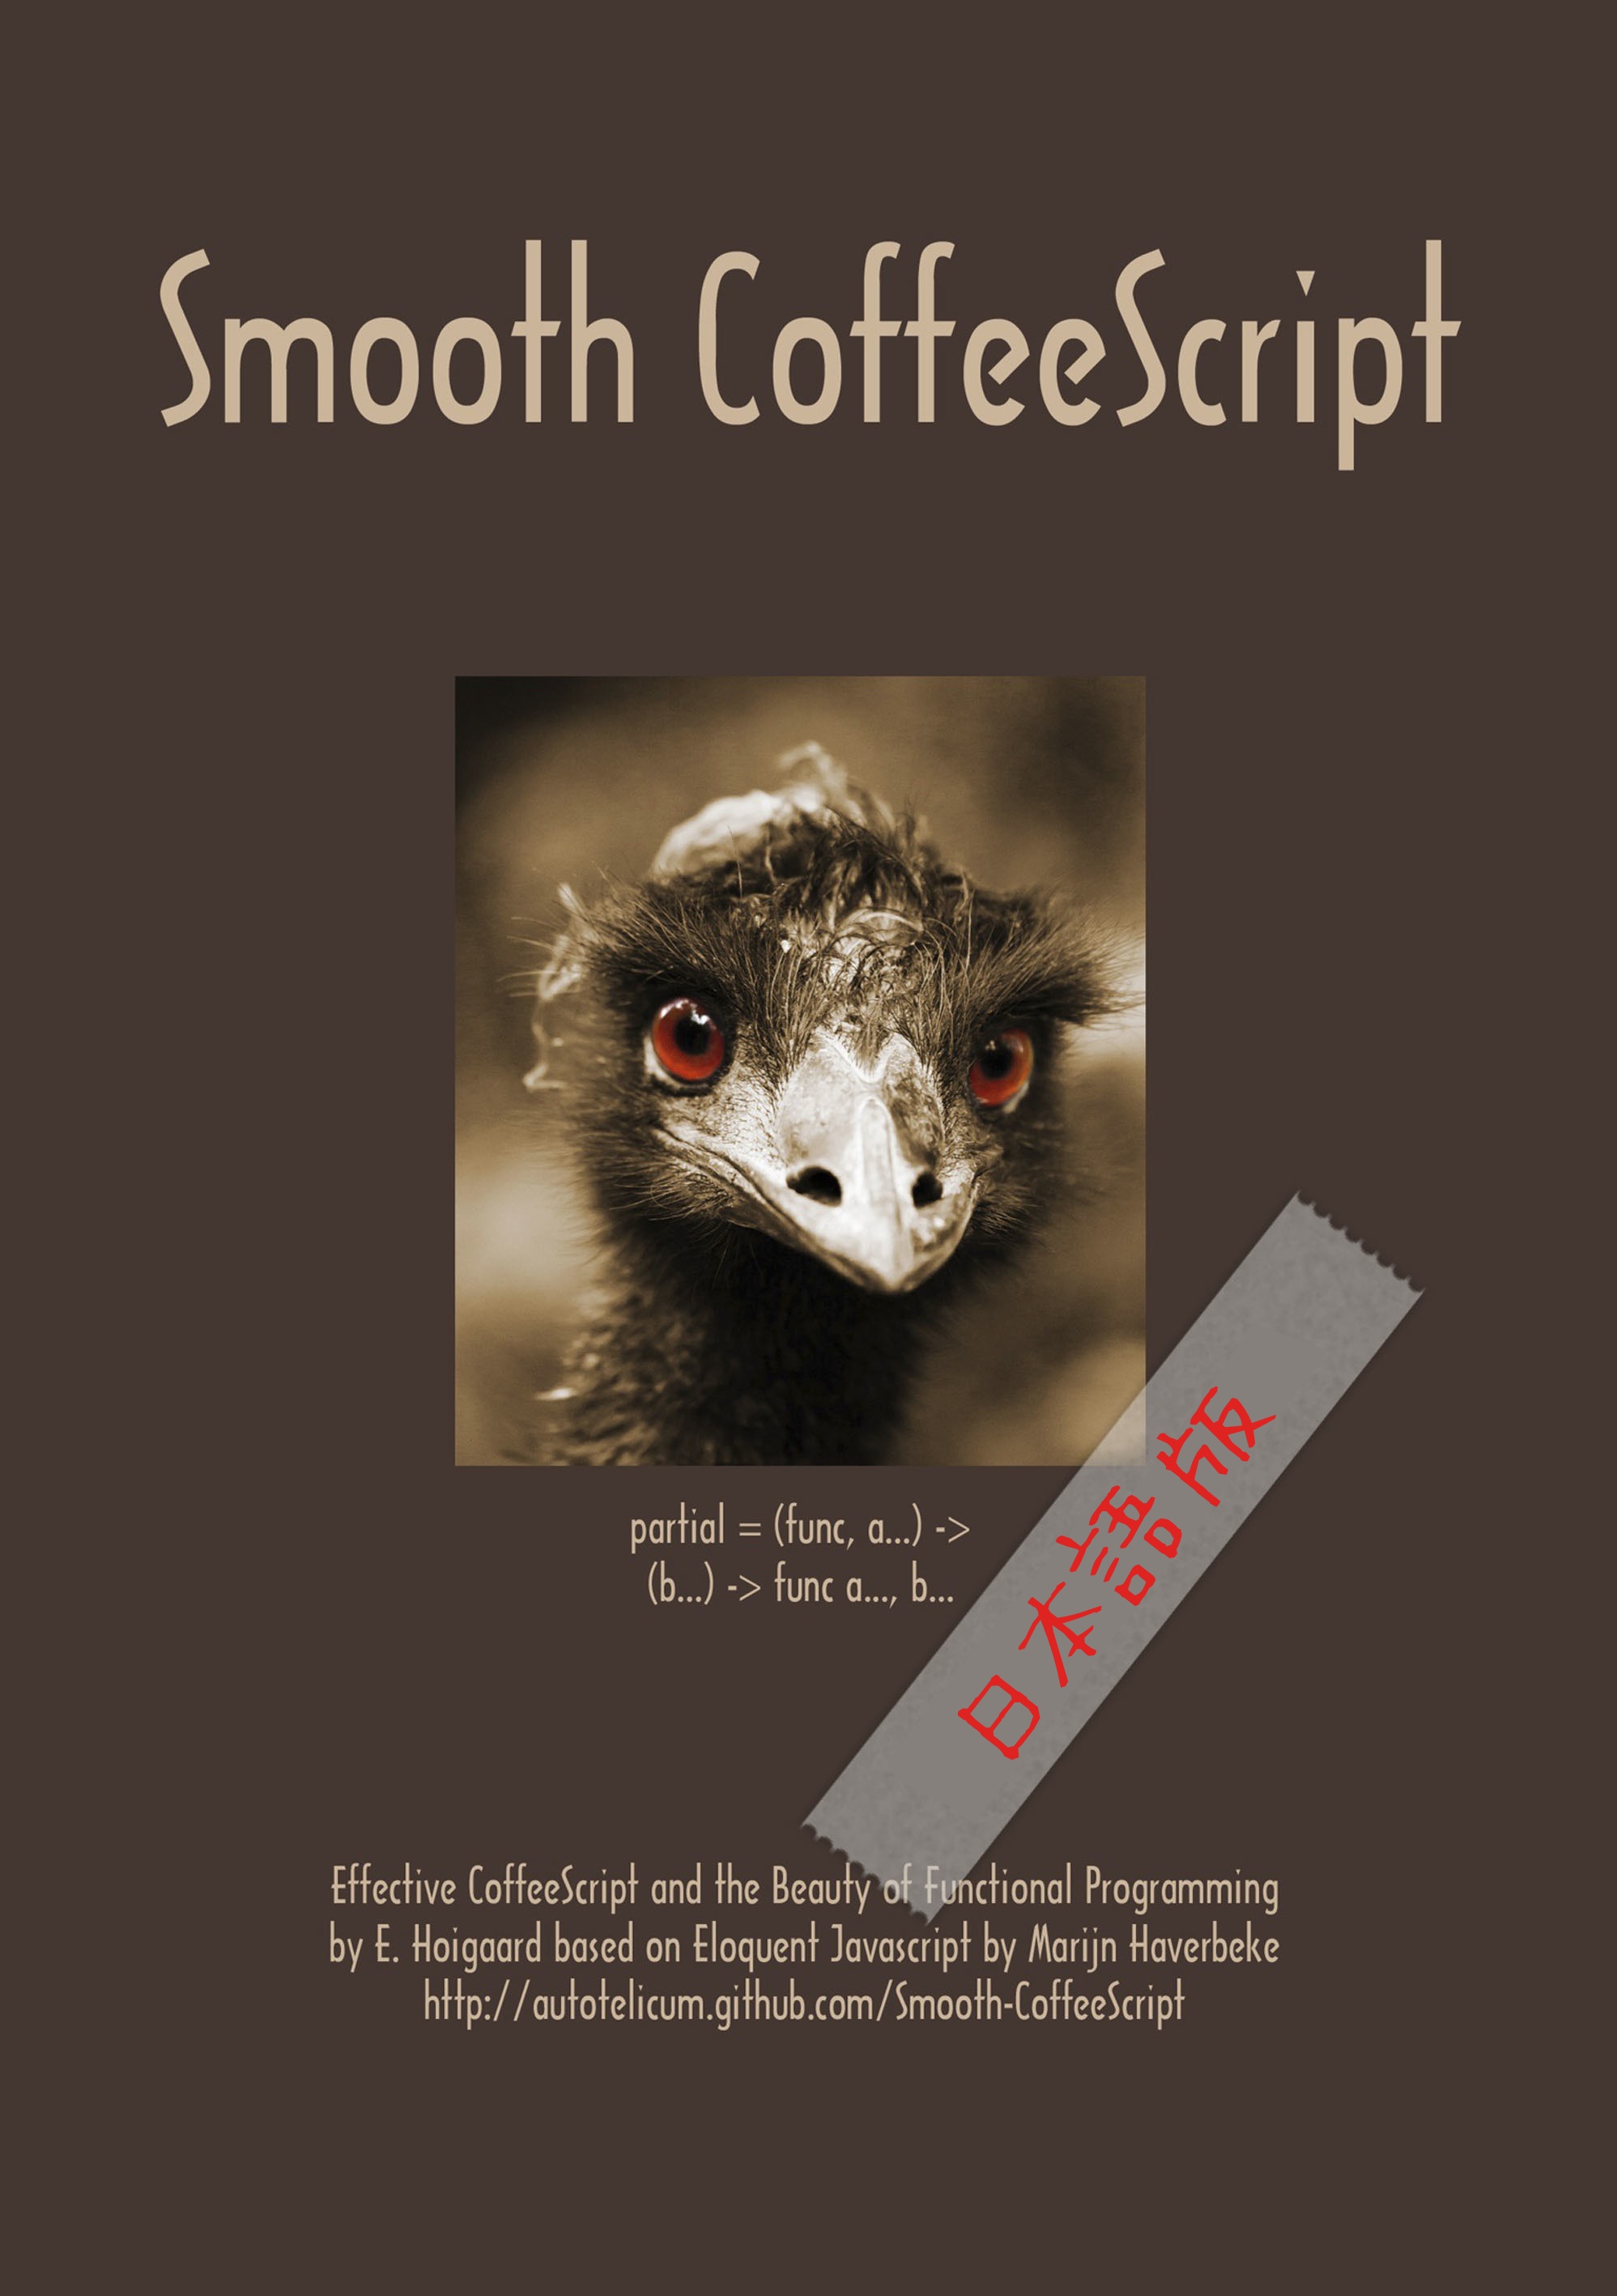 Smooth CoffeeScript
partial = (func, a...) ->
(b...) -> func a..., b...
日本語版
Effective CoffeeScript and the Beauty of Functional Programming
by E. Hoigaard based on Eloquent Javascript by Marijn Haverbeke
http://autotelicum.github.com/Smooth-CoffeeScript